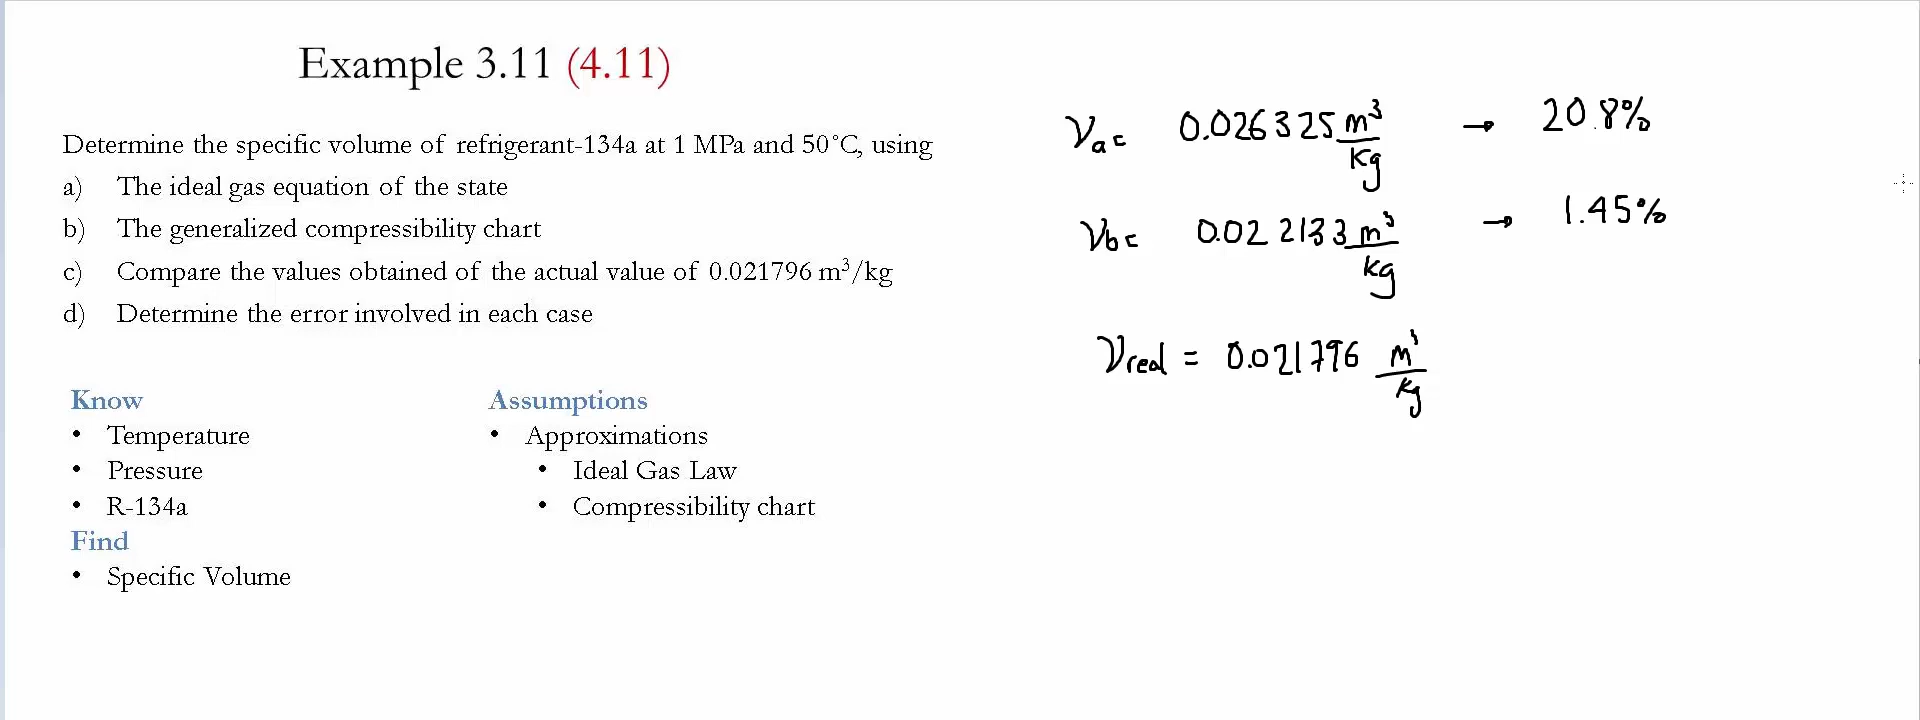 Example 3.11 (4.11)
Determine the specific volume of refrigerant-134a at 1 MPa and 50°C, using
a) The ideal gas equation of the state
b) The generalized compressibility chart
c) Compare the values obtained of the actual value of 0.021796 m³/kg
d) Determine the error involved in each case
Know
• Temperature
• Pressure
• R-134a
Find
• Specific Volume
Assumptions
• Approximations
• Ideal Gas Law
• Compressibility chart
Va = 0.026325 m³/kg → 20.8%
Vb = 0.022133 m³/kg → 1.45%
Vreal = 0.021796 m³/kg